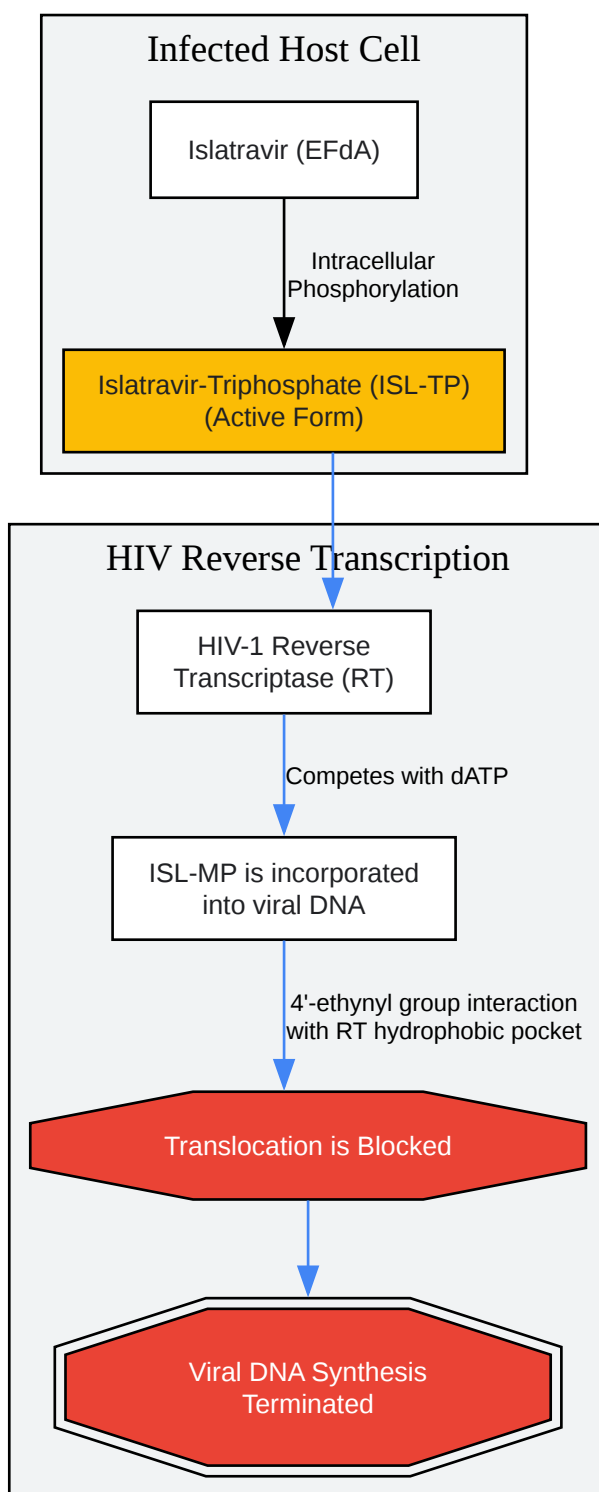 Infected Host Cell
Islatravir (EFdA)
Intracellular
Phosphorylation
Islatravir-Triphosphate (ISL-TP)
(Active Form)
HIV Reverse Transcription
HIV-1 Reverse
Transcriptase (RT)
Competes with dATP
ISL-MP is incorporated
into viral DNA
4'-ethynyl group interaction
with RT hydrophobic pocket
Translocation is Blocked
Viral DNA Synthesis
Terminated